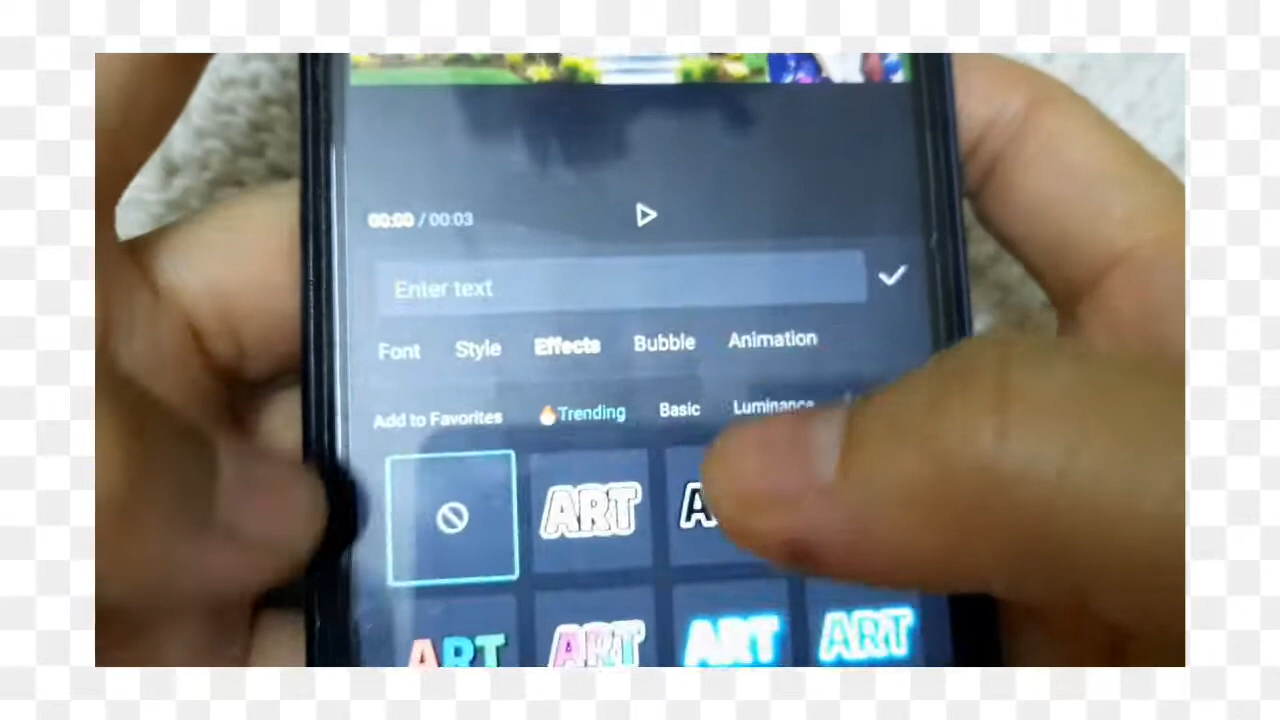 00:00 / 00:03
Enter text
Font Style Effects Bubble Animation
Add to Favorites Trending Basic Luminance
ART
ART ART ART ART